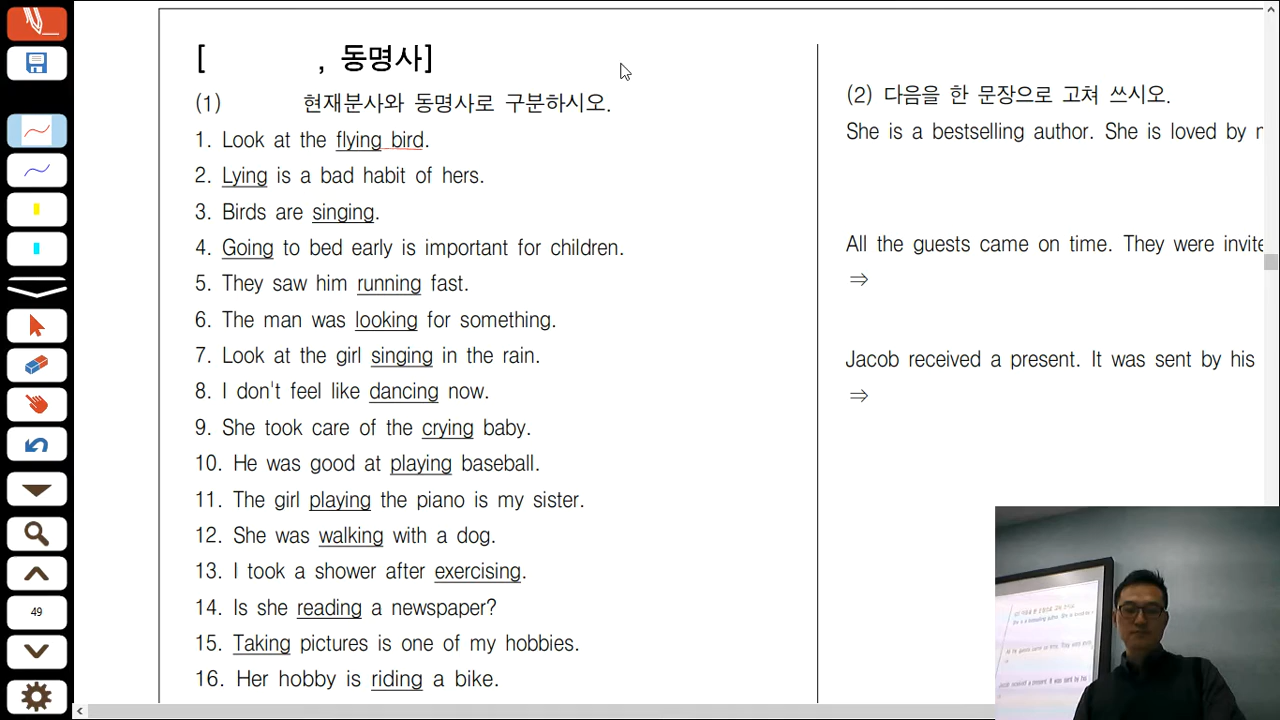 [ , 동명사]
(1) 현재분사와 동명사로 구분하시오.
1. Look at the flying bird.
2. Lying is a bad habit of hers.
3. Birds are singing.
4. Going to bed early is important for children.
5. They saw him running fast.
6. The man was looking for something.
7. Look at the girl singing in the rain.
8. I don't feel like dancing now.
9. She took care of the crying baby.
10. He was good at playing baseball.
11. The girl playing the piano is my sister.
12. She was walking with a dog.
13. I took a shower after exercising.
14. Is she reading a newspaper?
15. Taking pictures is one of my hobbies.
16. Her hobby is riding a bike.
(2) 다음을 한 문장으로 고쳐 쓰시오.
She is a bestselling author. She is loved by
All the guests came on time. They were
⇒
Jacob received a present. It was sent by his
⇒
49